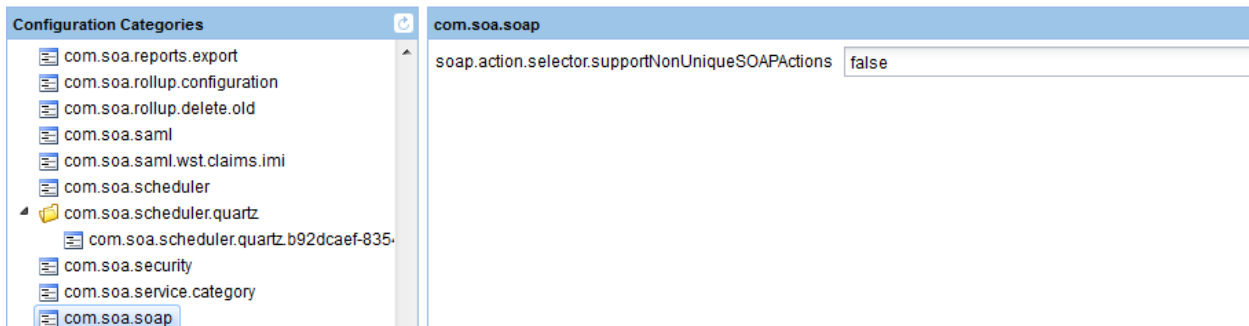 Configuration Categories
com.soa.reports.export
com.soa.rollup.configuration
com.soa.rollup.delete.old
com.soa.saml
com.soa.saml.wst.claims.imi
com.soa.scheduler
com.soa.scheduler.quartz
com.soa.scheduler.quartz.b92dcaef-835
com.soa.security
com.soa.service.category
com.soa.soap
com.soa.soap
soap.action.selector.supportNonUniqueSOAPActions false